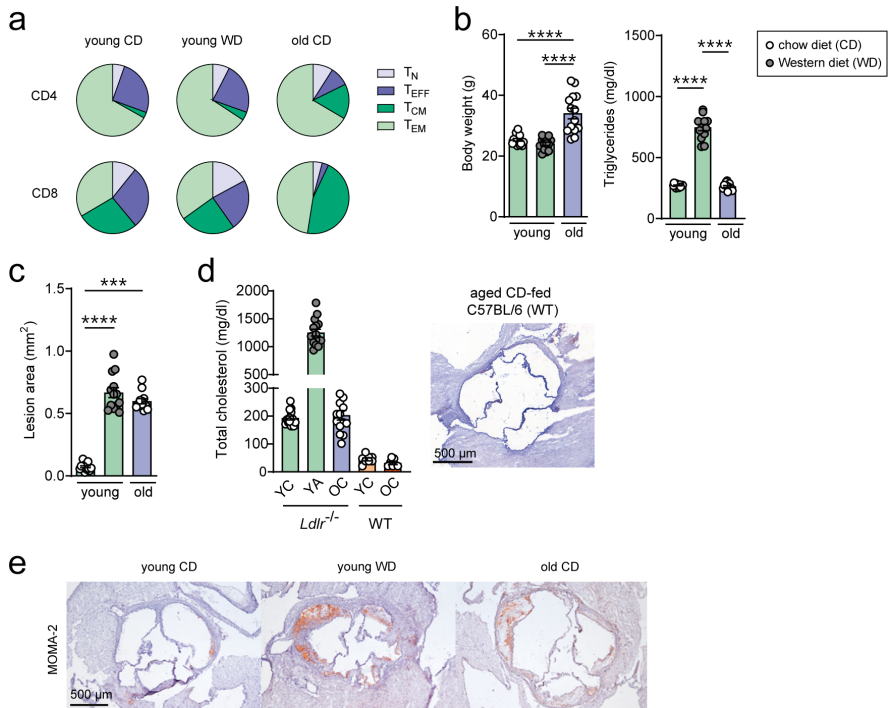 a
young CD
young WD
old CD
CD4
CD8
TN
TEFF
TCM
TEM
b
Body weight (g)
60
40
20
0
****
****
young
old
Triglycerides (mg/dl)
1500
1000
500
0
****
****
young
old
chow diet (CD)
Western diet (WD)
c
Lesion area (mm²)
1.5
1.0
0.5
0.0
***
****
young
old
d
Total cholesterol (mg/dl)
2000
1500
1000
500
300
200
100
0
YC
YA
OC
YC
OC
Ldlr-/-
WT
aged CD-fed
C57BL/6 (WT)
500 µm
e
young CD
young WD
old CD
MOMA-2
500 µm